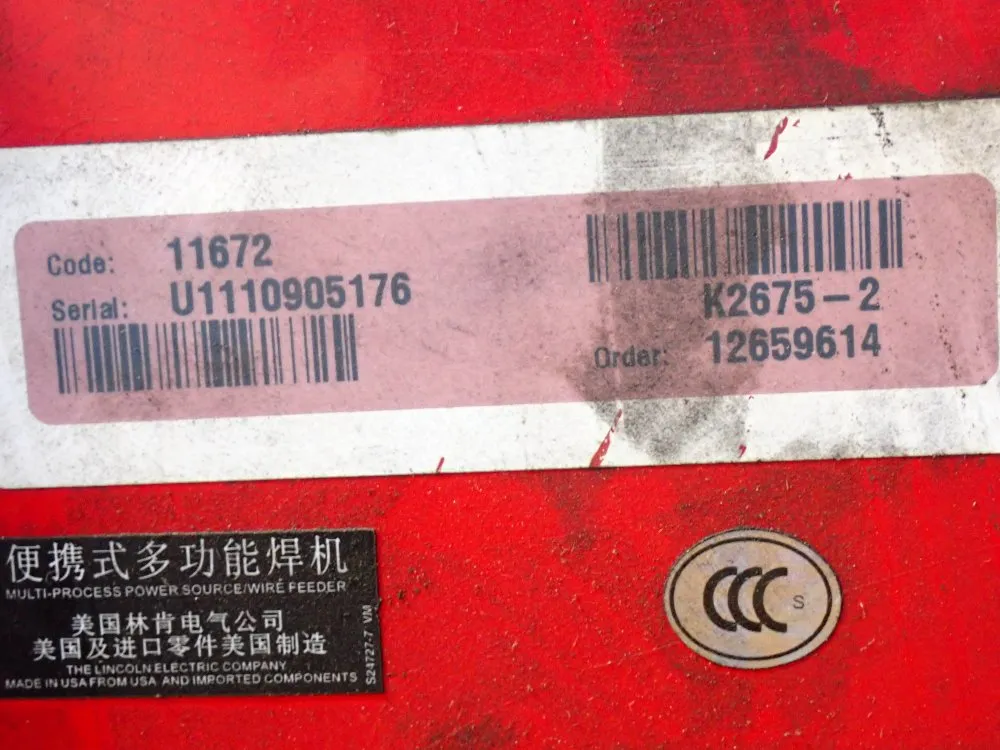 Code: 11672
Serial: U1110905176
K2675-2
Order: 12659614
便携式多功能焊机
MULTI-PROCESS POWER SOURCE/WIRE FEEDER
美国林肯电气公司
美国及进口零件美国制造
THE LINCOLN ELECTRIC COMPANY
MADE IN USA FROM USA AND IMPORTED COMPONENTS
S24727-7 VM
CCC S